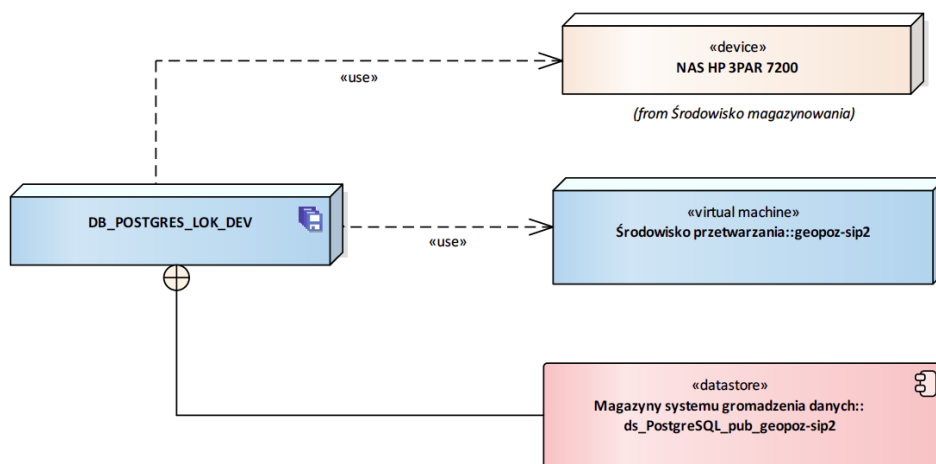 «device»
NAS HP 3PAR 7200
«use»
(from Środowisko magazynowania)
DB_POSTGRES_LOK_DEV
«virtual machine»
Środowisko przetwarzania::geopoz-sip2
«use»
«datastore»
Magazyny systemu gromadzenia danych::
ds_PostgreSQL_pub_geopoz-sip2